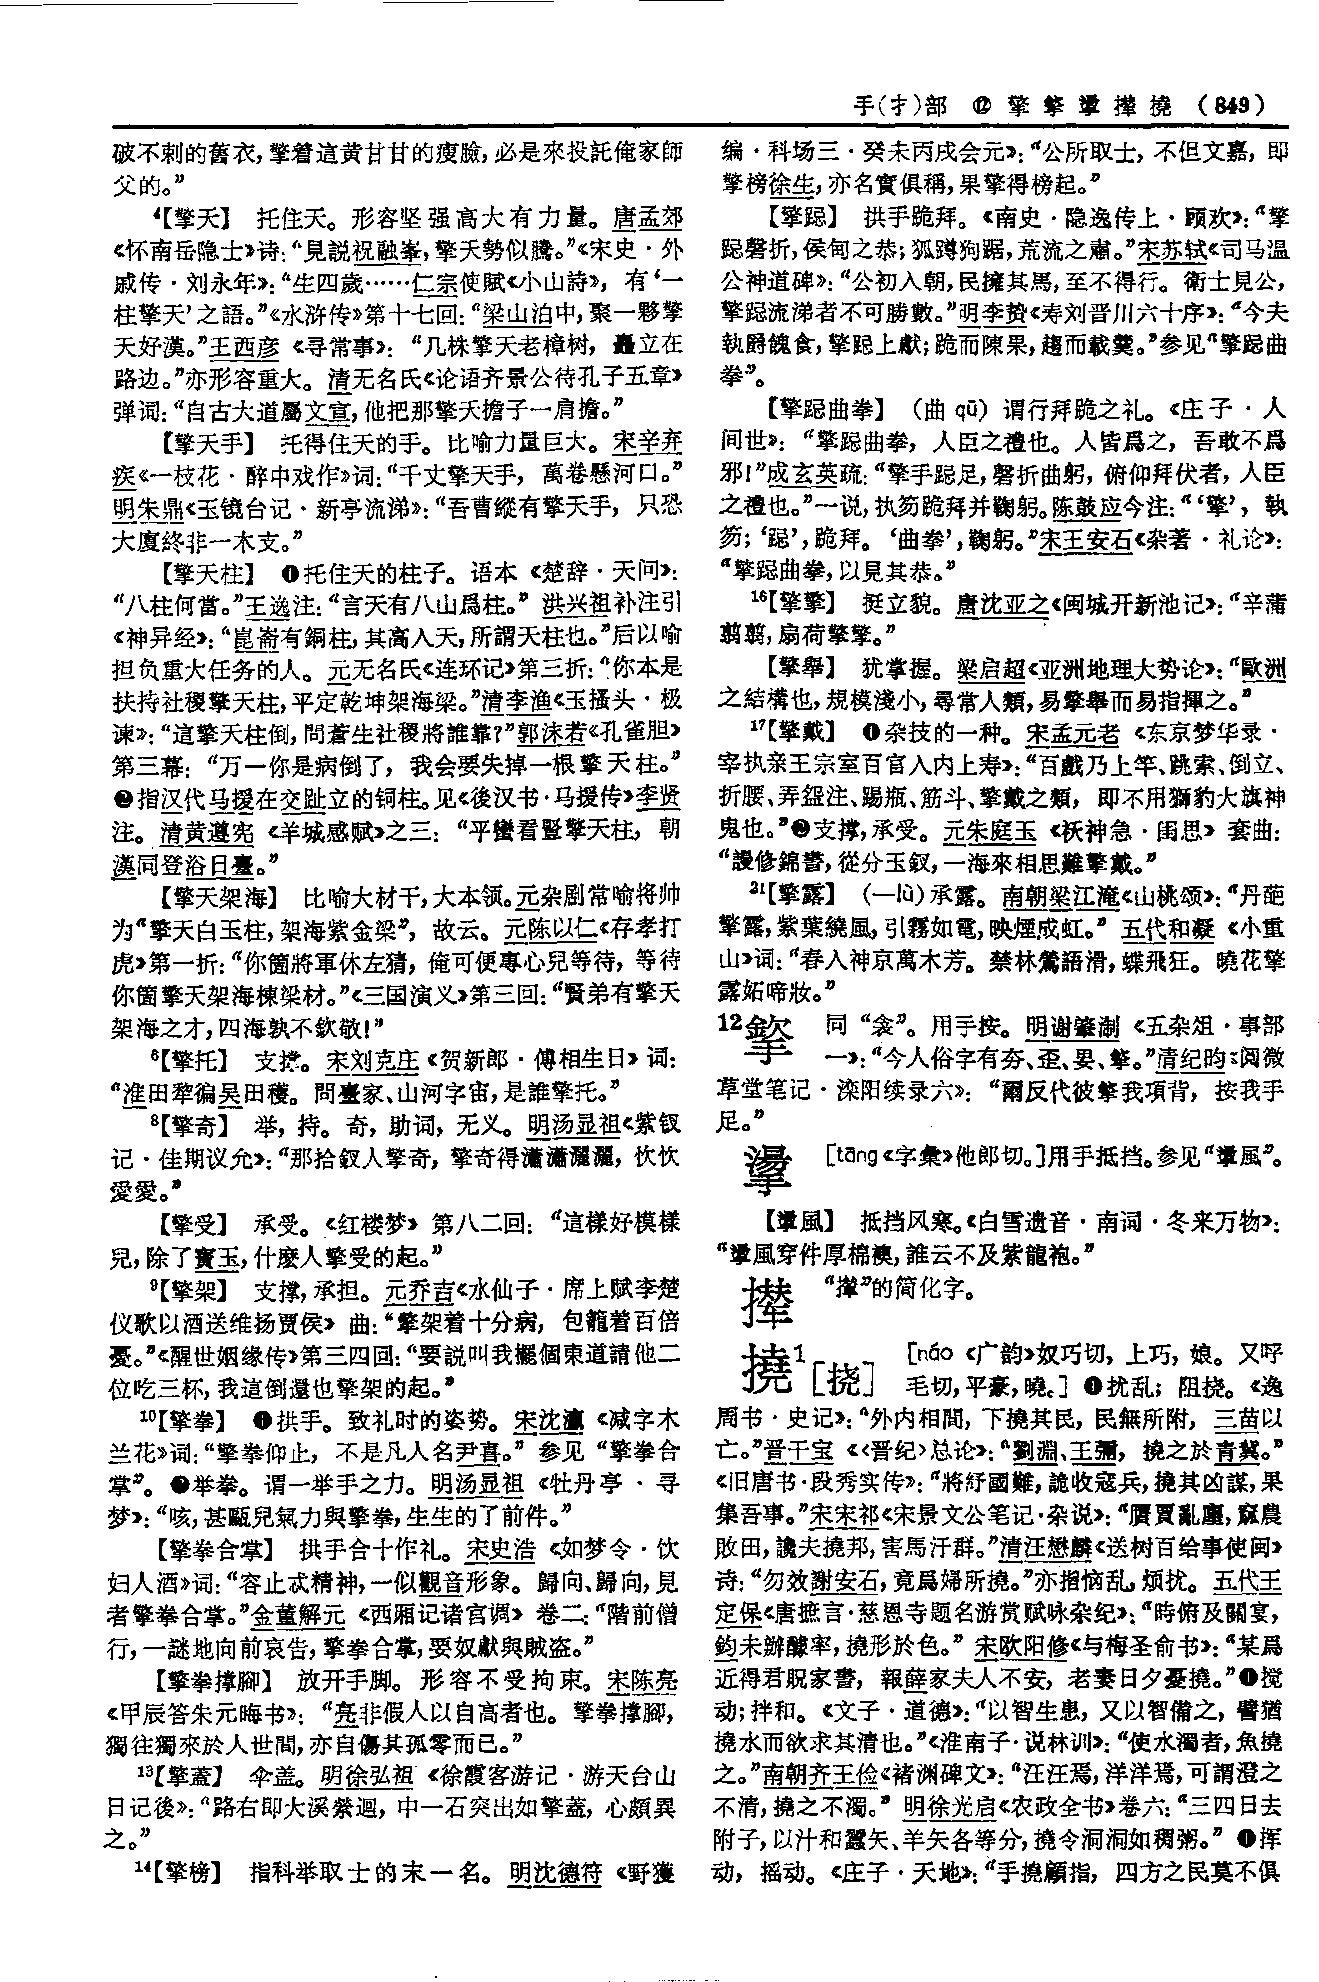 手(扌)部 ⑫ 擎 擎 撀 撵 撓 (849)
破不剌的舊衣,擎着這黄甘甘的瘦臉,必是來投託俺家師
父的。”
4【擎天】 托住天。形容坚强高大有力量。唐孟郊
《怀南岳隐士》诗:“見説祝融峯,擎天勢似騰。”《宋史·外
戚传·刘永年》:“生四歲……仁宗使賦《小山詩》,有‘一
柱擎天’之語。”《水浒传》第十七回:“梁山泊中,聚一夥擎
天好漢。”王西彦《寻常事》:“几株擎天老樟树,矗立在
路边。”亦形容重大。清无名氏《论语齐景公待孔子五章》
弹词:“自古大道屬文宣,他把那擎天擔子一肩擔。”
【擎天手】 托得住天的手。比喻力量巨大。宋辛弃
疾《一枝花·醉中戏作》词:“千丈擎天手,萬卷懸河口。”
明朱鼎《玉镜台记·新亭流涕》:“吾曹縱有擎天手,只恐
大廈終非一木支。”
【擎天柱】 ❶托住天的柱子。语本《楚辞·天问》:
“八柱何當。”王逸注:“言天有八山爲柱。”洪兴祖补注引
《神异经》:“崑崙有銅柱,其高入天,所謂天柱也。”后以喻
担负重大任务的人。元无名氏《连环记》第三折:“你本是
扶持社稷擎天柱,平定乾坤架海梁。”清李渔《玉搔头·极
谏》:“這擎天柱倒,問蒼生社稷將誰靠?”郭沫若《孔雀胆》
第三幕:“万一你是病倒了,我会要失掉一根擎天柱。”
❷指汉代马援在交趾立的铜柱。见《後汉书·马援传》李贤
注。清黄遵宪《羊城感赋》之三:“平蠻看豎擎天柱,朝
漢同登浴日臺。”
【擎天架海】 比喻大材干,大本领。元杂剧常喻将帅
为“擎天白玉柱,架海紫金梁”,故云。元陈以仁《存孝打
虎》第一折:“你箇將軍休左猜,俺可便專心兒等待,等待
你箇擎天架海棟梁材。”《三国演义》第三回:“賢弟有擎天
架海之才,四海孰不欽敬!”
6【擎托】 支撑。宋刘克庄《贺新郎·傅相生日》词:
“淮田犂徧吴田穫。問臺家、山河字宙,是誰擎托。”
8【擎奇】 举,持。奇,助词,无义。明汤显祖《紫钗
记·佳期议允》:“那拾釵人擎奇,擎奇得瀟瀟灑灑,忺忺
愛愛。”
【擎受】 承受。《红楼梦》第八二回:“這樣好模樣
兒,除了寶玉,什麽人擎受的起。”
9【擎架】 支撑,承担。元乔吉《水仙子·席上赋李楚
仪歌以酒送维扬贾侯》曲:“擎架着十分病,包籠着百倍
憂。”《醒世姻缘传》第三四回:“要説叫我擺個東道請他二
位吃三杯,我這倒還也擎架的起。”
10【擎拳】 ❶拱手。致礼时的姿势。宋沈瀛《减字木
兰花》词:“擎拳仰止,不是凡人名尹喜。”参见“擎拳合
掌”。❷举拳。谓一举手之力。明汤显祖《牡丹亭·寻
梦》:“咳,甚甌兒氣力與擎拳,生生的了前件。”
【擎拳合掌】 拱手合十作礼。宋史浩《如梦令·饮
妇人酒》词:“容止忒精神,一似觀音形象。歸向、歸向,見
者擎拳合掌。”金董解元《西厢记诸宫调》卷二:“階前僧
行,一謎地向前哀告,擎拳合掌,要奴獻與賊盗。”
【擎拳撑腳】 放开手脚。形容不受拘束。宋陈亮
《甲辰答朱元晦书》:“亮非假人以自高者也。擎拳撑腳,
獨往獨來於人世間,亦自傷其孤零而已。”
13【擎蓋】 伞盖。明徐弘祖《徐霞客游记·游天台山
日记後》:“路右即大溪縈迴,中一石突出如擎蓋,心頗異
之。”
14【擎榜】 指科举取士的末一名。明沈德符《野獲
编·科场三·癸未丙戌会元》:“公所取士,不但文嘉,即
擎榜徐生,亦名實俱稱,果擎得榜起。”
【擎跽】 拱手跪拜。《南史·隐逸传上·顾欢》:“擎
跽磬折,侯甸之恭;狐蹲狗踞,荒流之肅。”宋苏轼《司马温
公神道碑》:“公初入朝,民擁其馬,至不得行。衛士見公,
擎跽流涕者不可勝數。”明李贽《寿刘晋川六十序》:“今夫
執爵餽食,擎跽上獻;跪而陳果,趨而載羹。”参见“擎跽曲
拳”。
【擎跽曲拳】 (曲qū) 谓行拜跪之礼。《庄子·人
间世》:“擎跽曲拳,人臣之禮也。人皆爲之,吾敢不爲
邪!”成玄英疏:“擎手跽足,磬折曲躬,俯仰拜伏者,人臣
之禮也。”一说,执笏跪拜并鞠躬。陈鼓应今注:“‘擎’,執
笏;‘跽’,跪拜。‘曲拳’,鞠躬。”宋王安石《杂著·礼论》:
“擎跽曲拳,以見其恭。”
16【擎擎】 挺立貌。唐沈亚之《闽城开新池记》:“辛蒲
翦翦,扇荷擎擎。”
【擎舉】 犹掌握。梁启超《亚洲地理大势论》:“歐洲
之結構也,規模淺小,尋常人類,易擎舉而易指揮之。”
17【擎戴】 ❶杂技的一种。宋孟元老《东京梦华录·
宰执亲王宗室百官入内上寿》:“百戲乃上竿、跳索、倒立、
折腰、弄盌注、踢瓶、筋斗、擎戴之類,即不用獅豹大旗神
鬼也。”❷支撑,承受。元朱庭玉《祆神急·闺思》套曲:
“謾修錦書,從分玉釵,一海來相思難擎戴。”
21【擎露】 (—lù)承露。南朝梁江淹《山桃颂》:“丹葩
擎露,紫葉繞風,引霧如電,映煙成虹。”五代和凝《小重
山》词:“春入神京萬木芳。禁林鶯語滑,蝶飛狂。曉花擎
露妬啼妝。”
12 同“搇”。用手按。明谢肇淛《五杂俎·事部
一》:“今人俗字有夯、歪、㚻、。”清纪昀《阅微
草堂笔记·滦阳续录六》:“爾反代彼我項背,按我手
足。”
[tāng《字彙》他郎切。]用手抵挡。参见“風”。
【風】 抵挡风寒。《白雪遗音·南词·冬来万物》:
“風穿件厚棉襖,誰云不及紫龍袍。”
撵 “攆”的简化字。
撓1 [挠] [náo《广韵》奴巧切,上巧,娘。又呼
毛切,平豪,曉。] ❶扰乱;阻挠。《逸
周书·史记》:“外内相間,下撓其民,民無所附,三苗以
亡。”晋干宝《〈晋纪〉总论》:“劉淵、王彌,撓之於青冀。”
《旧唐书·段秀实传》:“將紓國難,詭收寇兵,撓其凶謀,果
集吾事。”宋宋祁《宋景文公笔记·杂说》:“贋賈亂廛,窳農
敗田,讒夫撓邦,害馬汗群。”清汪懋麟《送树百给事使闽》
诗:“勿效謝安石,竟爲婦所撓。”亦指恼乱,烦扰。五代王
定保《唐摭言·慈恩寺题名游赏赋咏杂纪》:“時俯及關宴,
鈞未辦醵率,撓形於色。”宋欧阳修《与梅圣俞书》:“某爲
近得君貺家書,報薛家夫人不安,老妻日夕憂撓。”❷搅
动;拌和。《文子·道德》:“以智生患,又以智備之,譬猶
撓水而欲求其清也。”《淮南子·说林训》:“使水濁者,魚撓
之。”南朝齐王俭《褚渊碑文》:“汪汪焉,洋洋焉,可謂澄之
不清,撓之不濁。”明徐光启《农政全书》卷六:“三四日去
附子,以汁和蠶矢、羊矢各等分,撓令洞洞如稠粥。”❸挥
动,摇动。《庄子·天地》:“手撓顧指,四方之民莫不俱